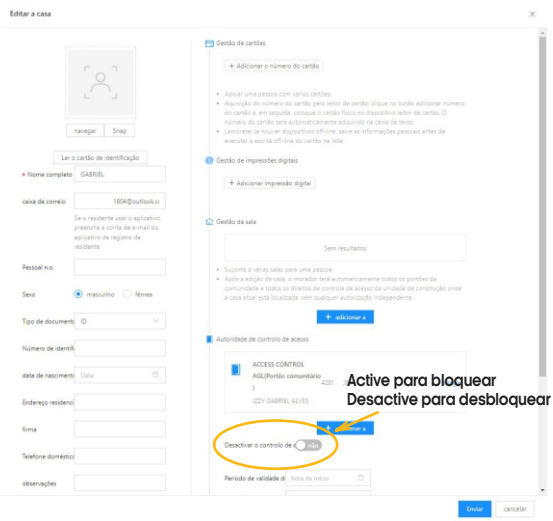 Editar a casa
Gestão de cartões
+ Adicionar o número do cartão
• Apoiar uma pessoa com vários cartões.
• Aquisição do número do cartão pelo leitor de cartão: clique no botão adicionar número
do cartão e, em seguida, coloque o cartão físico no dispositivo leitor de cartão. O
número do cartão será automaticamente adquirido na caixa de texto.
• Lembrete: se houver dispositivos off-line, salve as informações pessoais antes de
executar a escrita off-line do cartão na lista.
navegar
Snap
Ler o cartão de identificação
* Nome completo
GABRIEL
caixa de correio
1804@outlook.co
Se o residente usar o aplicativo,
preencha a conta de e-mail do
aplicativo de registro de
residente
Pessoal n.o.
Sexo
masculino
fêmea
Tipo de document
ID
Número de identifi
data de nasciment
Data
Endereço residenci
firma
Telefone doméstic
observações
Gestão de impressões digitais
+ Adicionar impressão digital
Gestão da sala
Sem resultados
• Suporte a várias salas para uma pessoa.
• Após a edição da casa, o morador terá automaticamente todos os portões da
comunidade e todos os direitos de controle de acesso da unidade de construção onde
a casa atual está localizada, sem qualquer autorização independente.
+ adicionar a
Autoridade de controlo de acesso
ACCESS CONTROL
AGL(Portão comunitário
)
IZZY GABRIEL ALVES
Active para bloquear
Desactive para desbloquear
+ adicionar a
Desactivar o controlo de
não
Período de validade d
hora de início
Enviar
cancelar